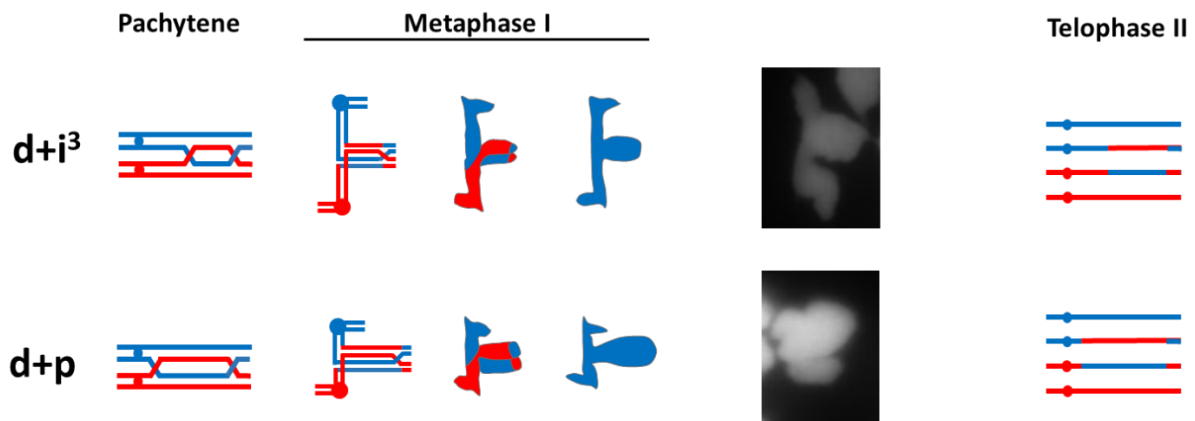 Pachytene
Metaphase I
Telophase II
d+i³
d+p